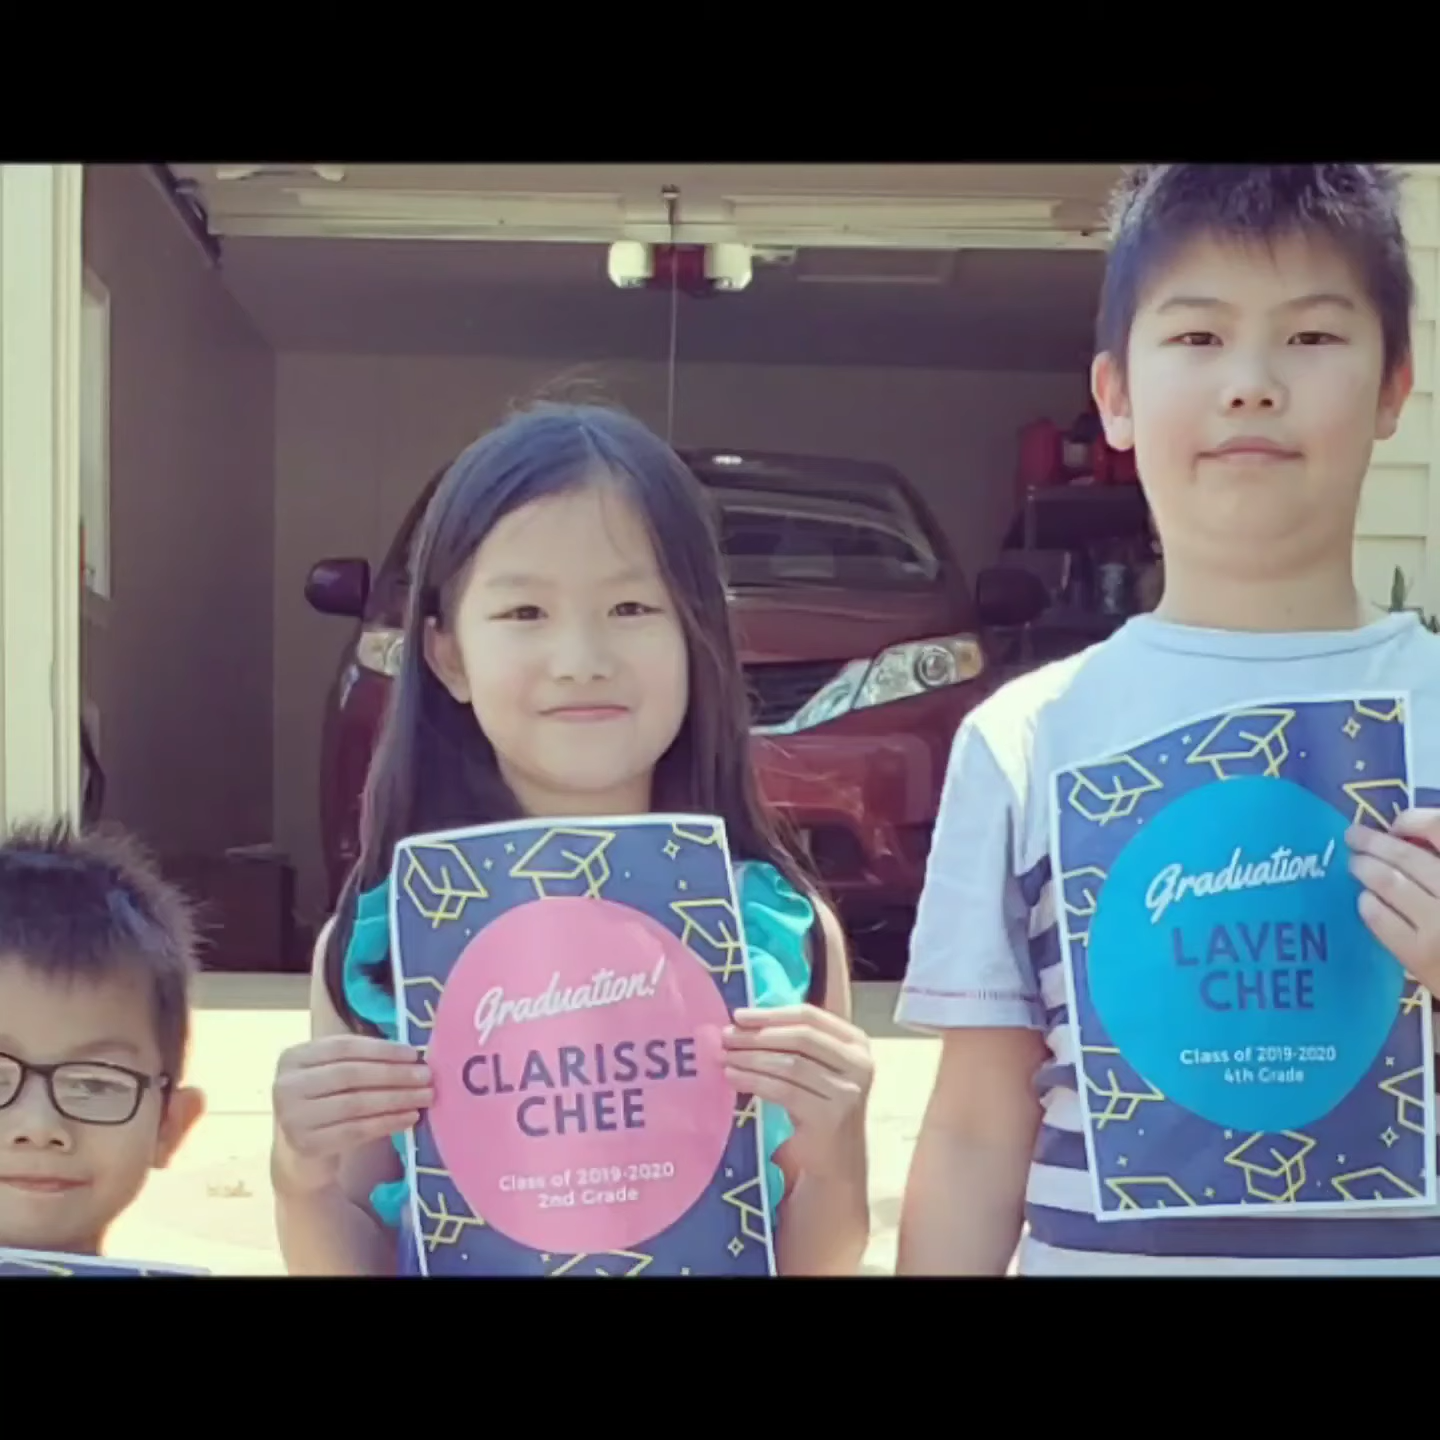 Graduation!
CLARISSE
CHEE
Class of 2019-2020
2nd Grade
Graduation!
LAVEN
CHEE
Class of 2019-2020
4th Grade